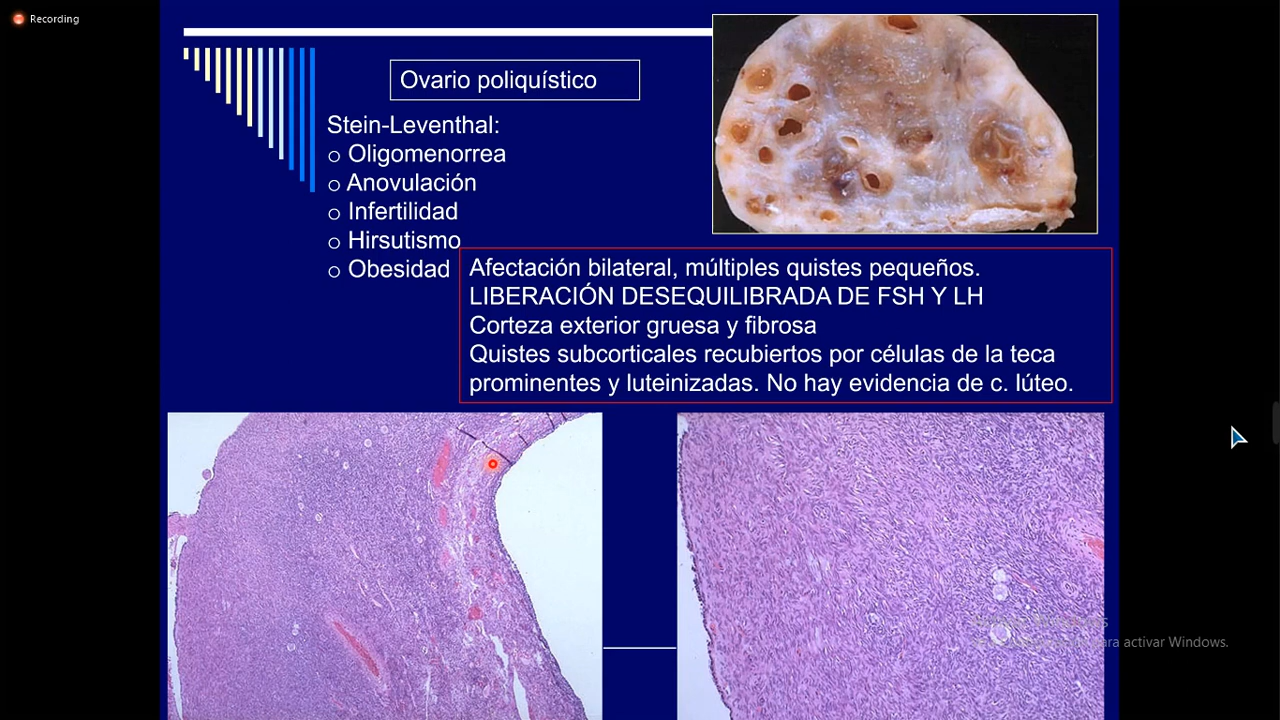 Recording
Ovario poliquístico
Stein-Leventhal:
o Oligomenorrea
o Anovulación
o Infertilidad
o Hirsutismo
o Obesidad
Afectación bilateral, múltiples quistes pequeños.
LIBERACIÓN DESEQUILIBRADA DE FSH Y LH
Corteza exterior gruesa y fibrosa
Quistes subcorticales recubiertos por células de la teca
prominentes y luteinizadas. No hay evidencia de c. lúteo.
para activar Windows.